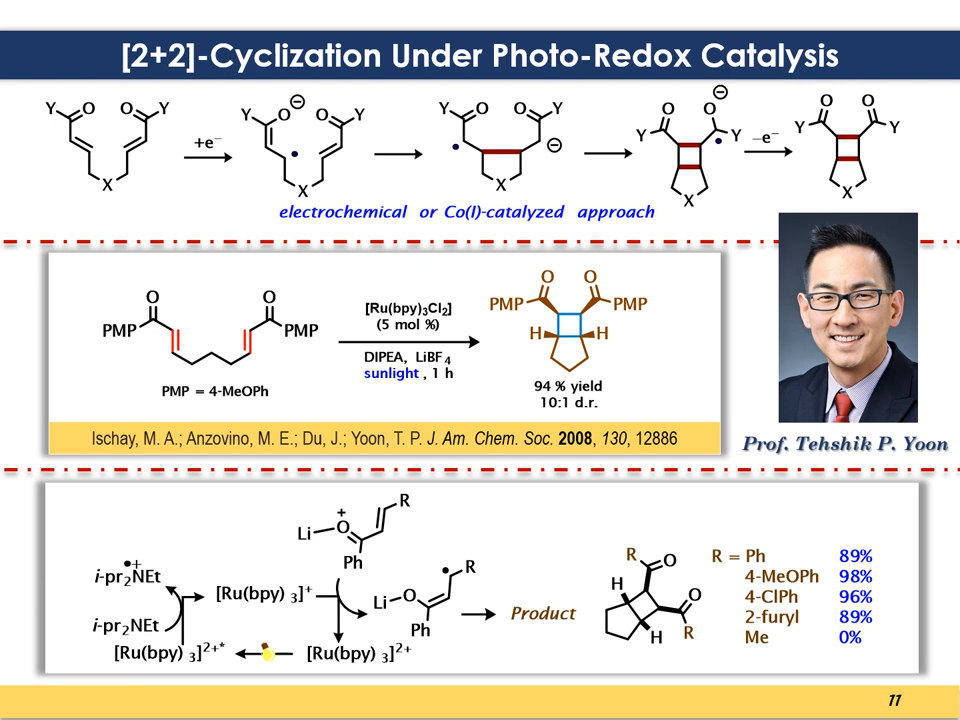 [2+2]-Cyclization Under Photo-Redox Catalysis
Y O O Y
X
+e⁻
Y O ⊖ O Y
•
X
Y O O Y
• ⊖
X
O O ⊖
Y • Y
X
–e⁻
O O
Y Y
X
electrochemical or Co(I)-catalyzed approach
O O
PMP PMP
PMP = 4-MeOPh
[Ru(bpy)₃Cl₂]
(5 mol %)
DIPEA, LiBF₄
sunlight , 1 h
O O
PMP PMP
H H
94 % yield
10:1 d.r.
Ischay, M. A.; Anzovino, M. E.; Du, J.; Yoon, T. P. J. Am. Chem. Soc. 2008, 130, 12886
Prof. Tehshik P. Yoon
i-pr₂NEt •+
i-pr₂NEt
[Ru(bpy) ₃]²⁺*
[Ru(bpy) ₃]⁺
[Ru(bpy) ₃]²⁺
Li O + R
Ph
Li O • R
Ph
Product
R O
H
O
H R
R = Ph 89%
4-MeOPh 98%
4-ClPh 96%
2-furyl 89%
Me 0%
11